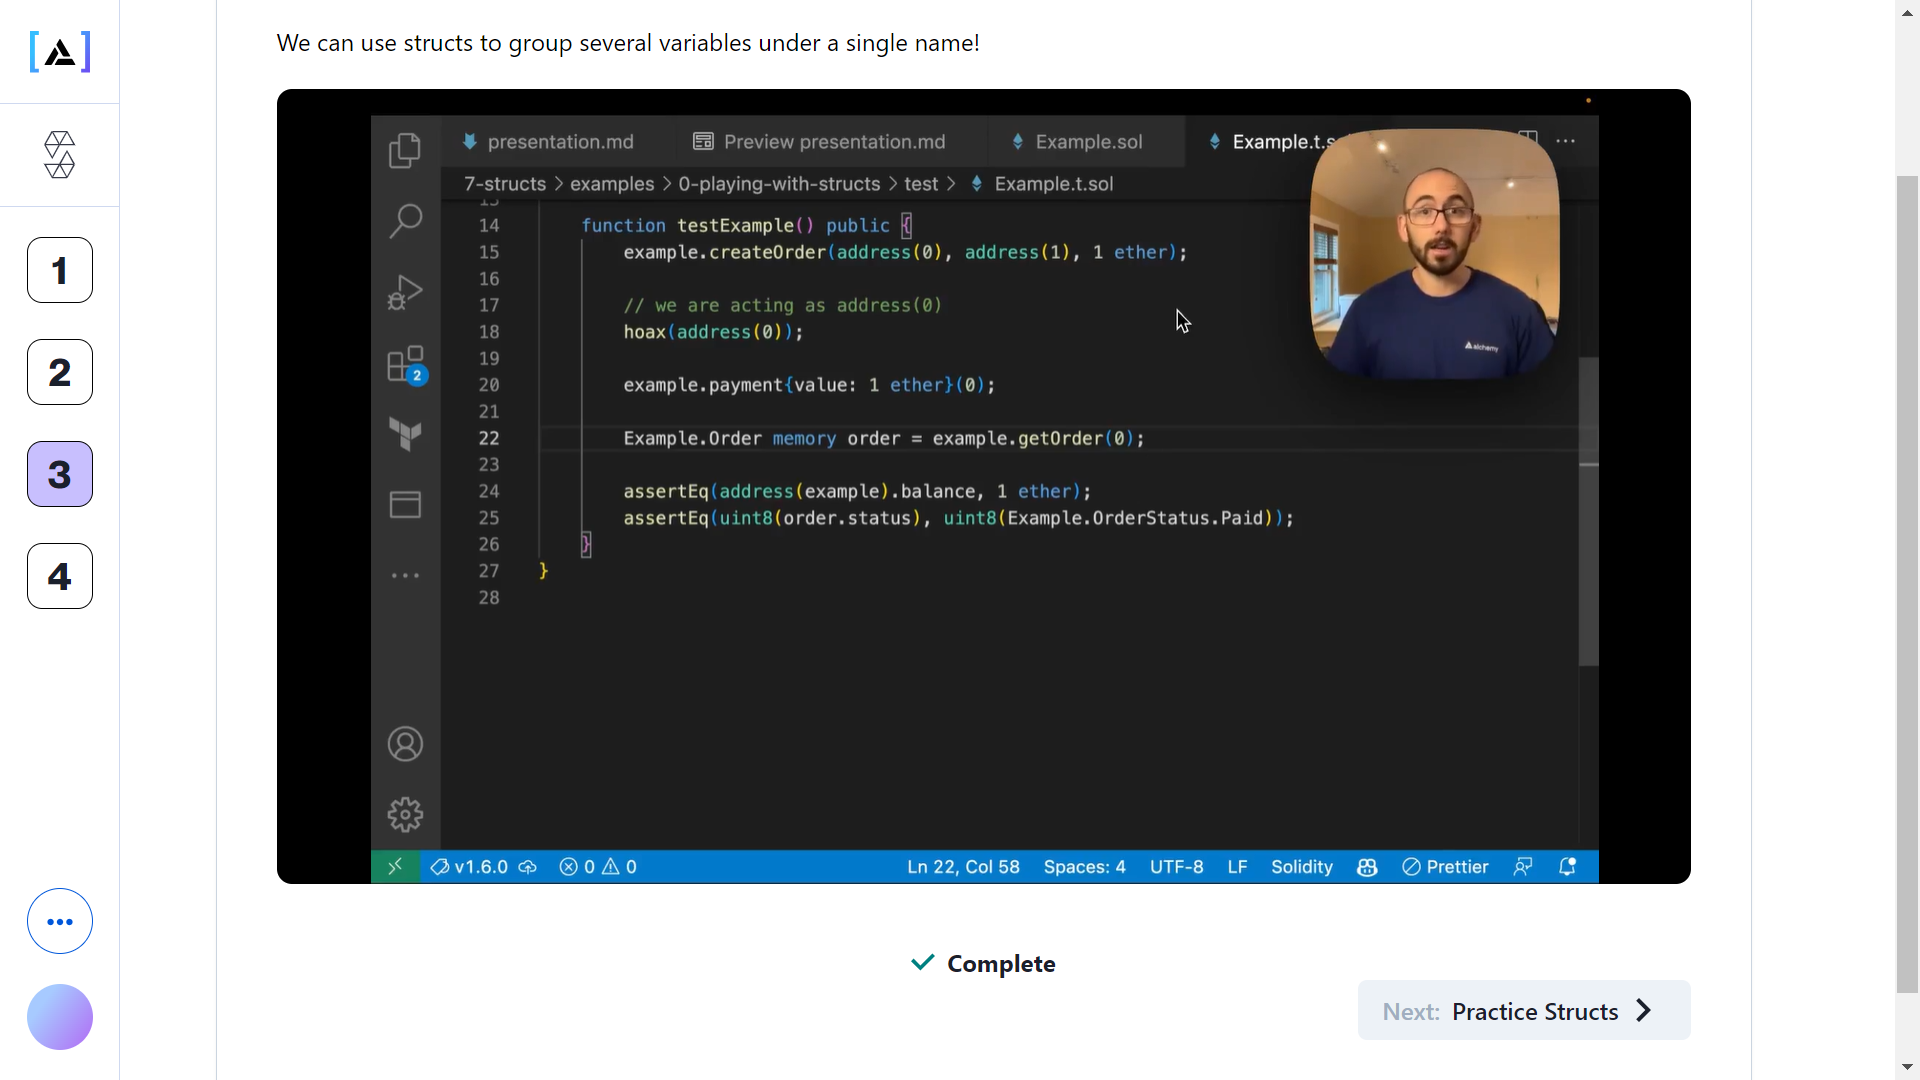 We can use structs to group several variables under a single name!
presentation.md
Preview presentation.md
Example.sol
Example.t.s
7-structs > examples > 0-playing-with-structs > test > Example.t.sol
14 function testExample() public {
15 example.createOrder(address(0), address(1), 1 ether);
16
17 // we are acting as address(0)
18 hoax(address(0));
19
20 example.payment{value: 1 ether}(0);
21
22 Example.Order memory order = example.getOrder(0);
23
24 assertEq(address(example).balance, 1 ether);
25 assertEq(uint8(order.status), uint8(Example.OrderStatus.Paid));
26 }
27 }
28
2
alchemy
v1.6.0
0 0
Ln 22, Col 58
Spaces: 4
UTF-8
LF
Solidity
Prettier
1
2
3
4
Complete
Next: Practice Structs